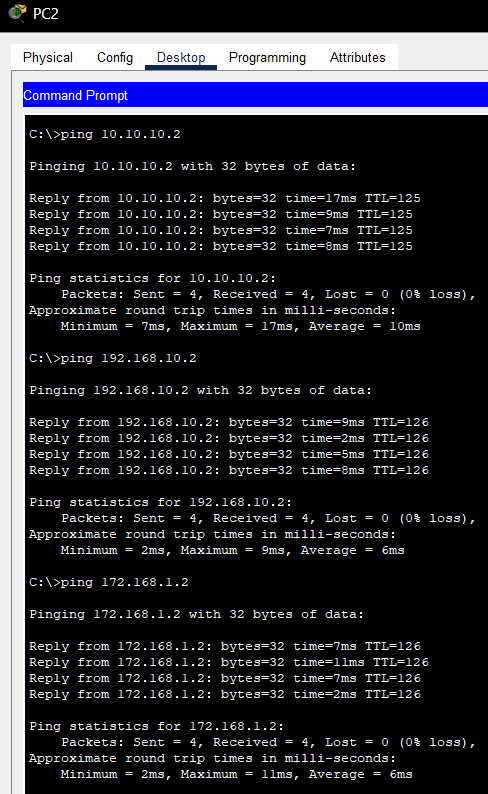 PC2
Physical Config Desktop Programming Attributes
Command Prompt
C:\>ping 10.10.10.2
Pinging 10.10.10.2 with 32 bytes of data:
Reply from 10.10.10.2: bytes=32 time=17ms TTL=125
Reply from 10.10.10.2: bytes=32 time=9ms TTL=125
Reply from 10.10.10.2: bytes=32 time=7ms TTL=125
Reply from 10.10.10.2: bytes=32 time=8ms TTL=125
Ping statistics for 10.10.10.2:
    Packets: Sent = 4, Received = 4, Lost = 0 (0% loss),
Approximate round trip times in milli-seconds:
    Minimum = 7ms, Maximum = 17ms, Average = 10ms
C:\>ping 192.168.10.2
Pinging 192.168.10.2 with 32 bytes of data:
Reply from 192.168.10.2: bytes=32 time=9ms TTL=126
Reply from 192.168.10.2: bytes=32 time=2ms TTL=126
Reply from 192.168.10.2: bytes=32 time=5ms TTL=126
Reply from 192.168.10.2: bytes=32 time=8ms TTL=126
Ping statistics for 192.168.10.2:
    Packets: Sent = 4, Received = 4, Lost = 0 (0% loss),
Approximate round trip times in milli-seconds:
    Minimum = 2ms, Maximum = 9ms, Average = 6ms
C:\>ping 172.168.1.2
Pinging 172.168.1.2 with 32 bytes of data:
Reply from 172.168.1.2: bytes=32 time=7ms TTL=126
Reply from 172.168.1.2: bytes=32 time=11ms TTL=126
Reply from 172.168.1.2: bytes=32 time=7ms TTL=126
Reply from 172.168.1.2: bytes=32 time=2ms TTL=126
Ping statistics for 172.168.1.2:
    Packets: Sent = 4, Received = 4, Lost = 0 (0% loss),
Approximate round trip times in milli-seconds:
    Minimum = 2ms, Maximum = 11ms, Average = 6ms